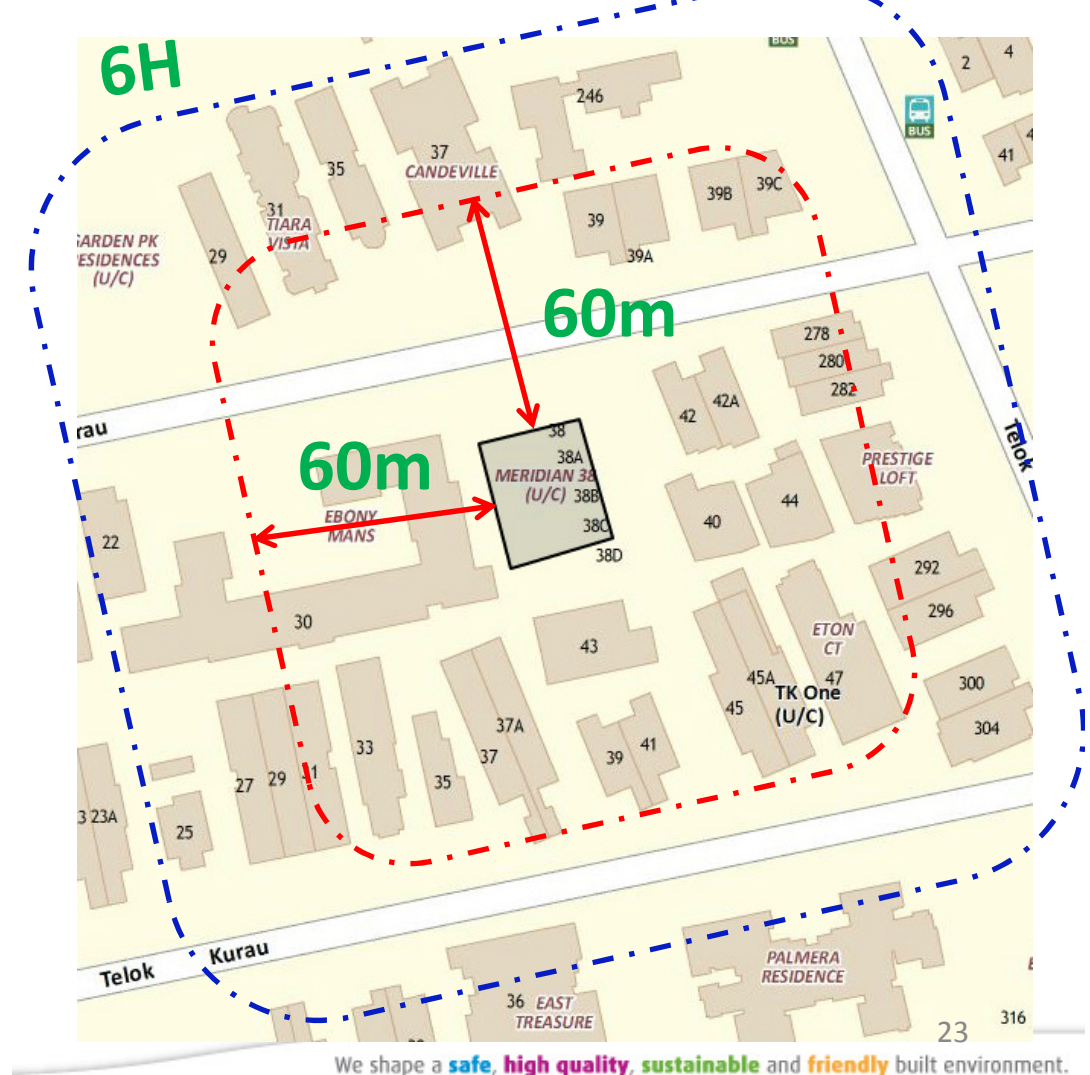 6H
BUS
2
4
246
BUS
37
CANDEVILLE
35
41
4
39B
39C
31
TIARA
VISTA
39
39A
GARDEN PK
RESIDENCES
(U/C)
29
60m
278
280
282
42
42A
rau
38
38A
MERIDIAN 38
(U/C)
38B
38C
38D
60m
EBONY
MANS
Telok
PRESTIGE
LOFT
44
40
22
292
296
30
43
ETON
CT
45A
47
45
TK One
(U/C)
300
304
37A
37
33
39
41
35
27
29
31
3
23A
25
Telok
Kurau
PALMERA
RESIDENCE
36
EAST
TREASURE
316
23
We shape a safe, high quality, sustainable and friendly built environment.